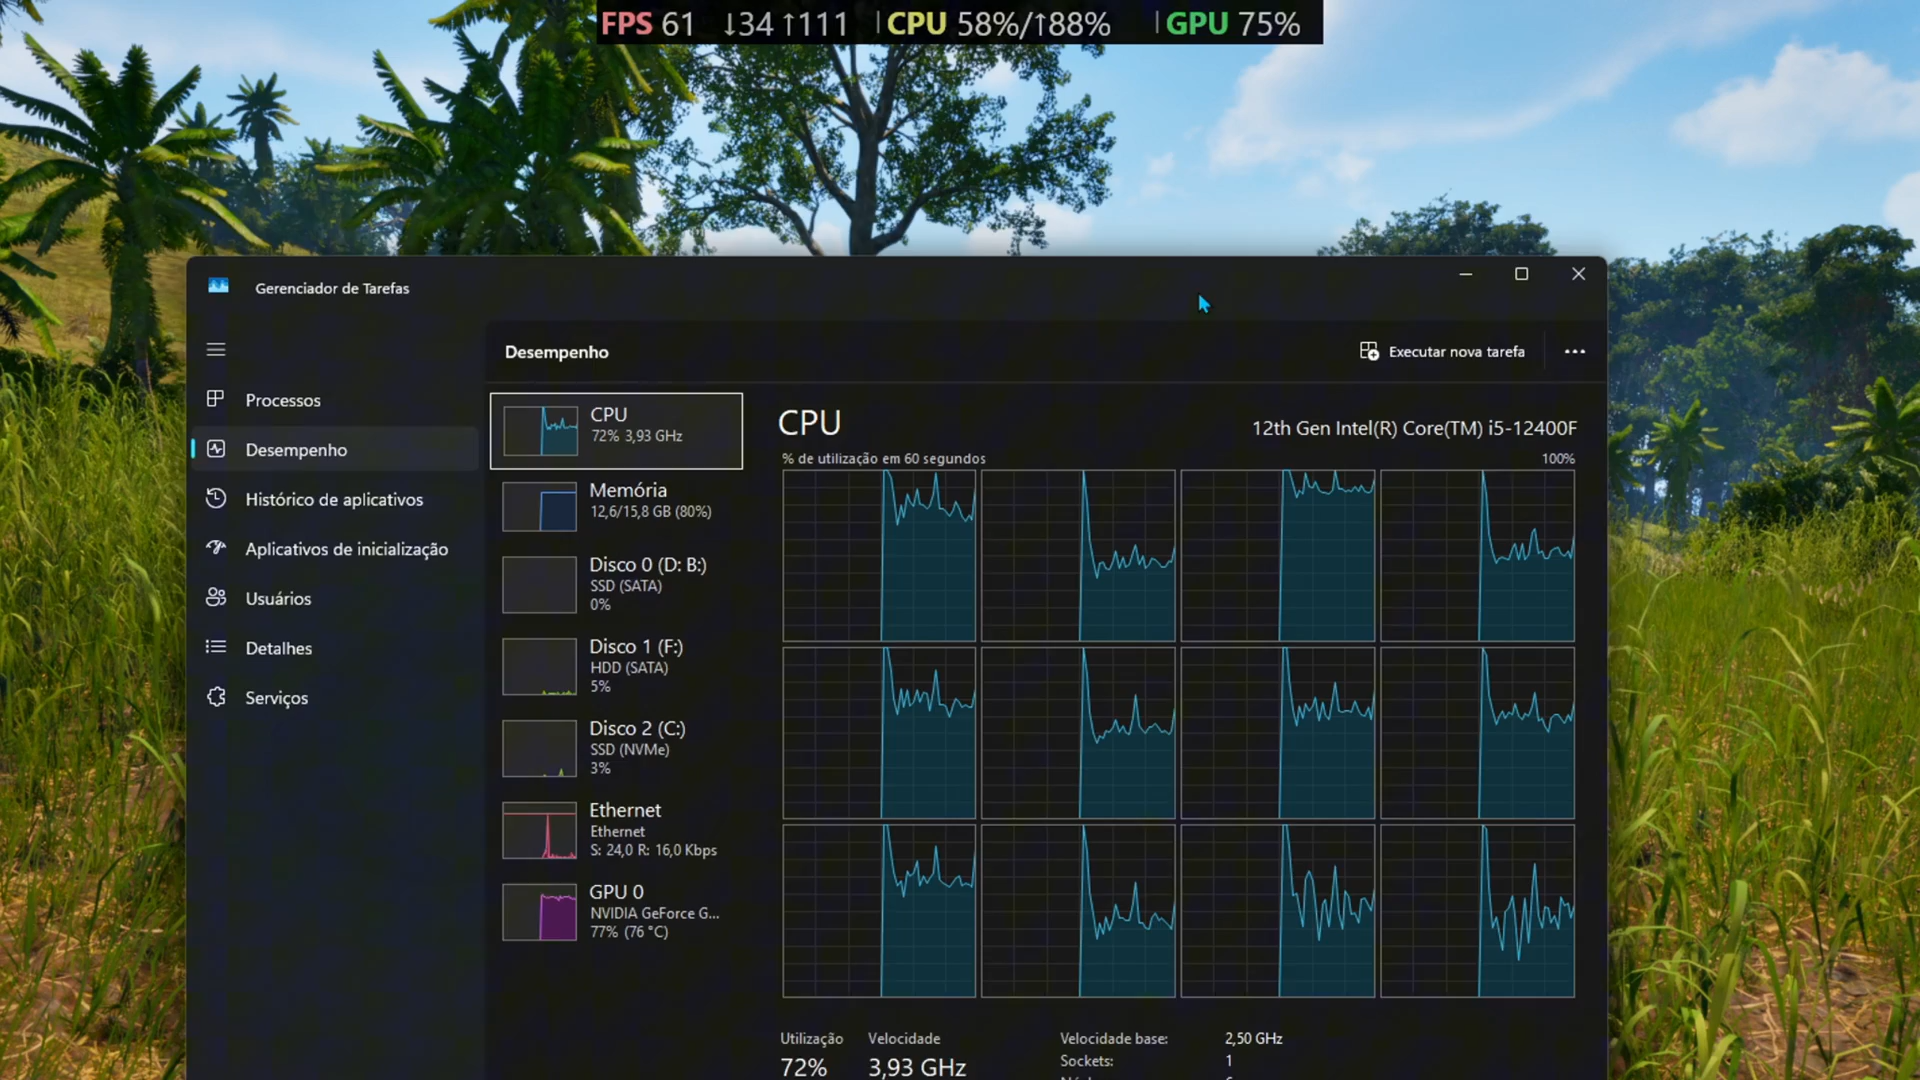 FPS 61 ↓34 ↑111 | CPU 58%/↑88% | GPU 75%
Gerenciador de Tarefas
Desempenho
Executar nova tarefa
Processos
Desempenho
Histórico de aplicativos
Aplicativos de inicialização
Usuários
Detalhes
Serviços
CPU
72% 3,93 GHz
Memória
12,6/15,8 GB (80%)
Disco 0 (D: B:)
SSD (SATA)
0%
Disco 1 (F:)
HDD (SATA)
5%
Disco 2 (C:)
SSD (NVMe)
3%
Ethernet
Ethernet
S: 24,0 R: 16,0 Kbps
GPU 0
NVIDIA GeForce G...
77% (76 °C)
CPU
12th Gen Intel(R) Core(TM) i5-12400F
% de utilização em 60 segundos
100%
Utilização
Velocidade
Velocidade base:
2,50 GHz
72%
3,93 GHz
Sockets:
1